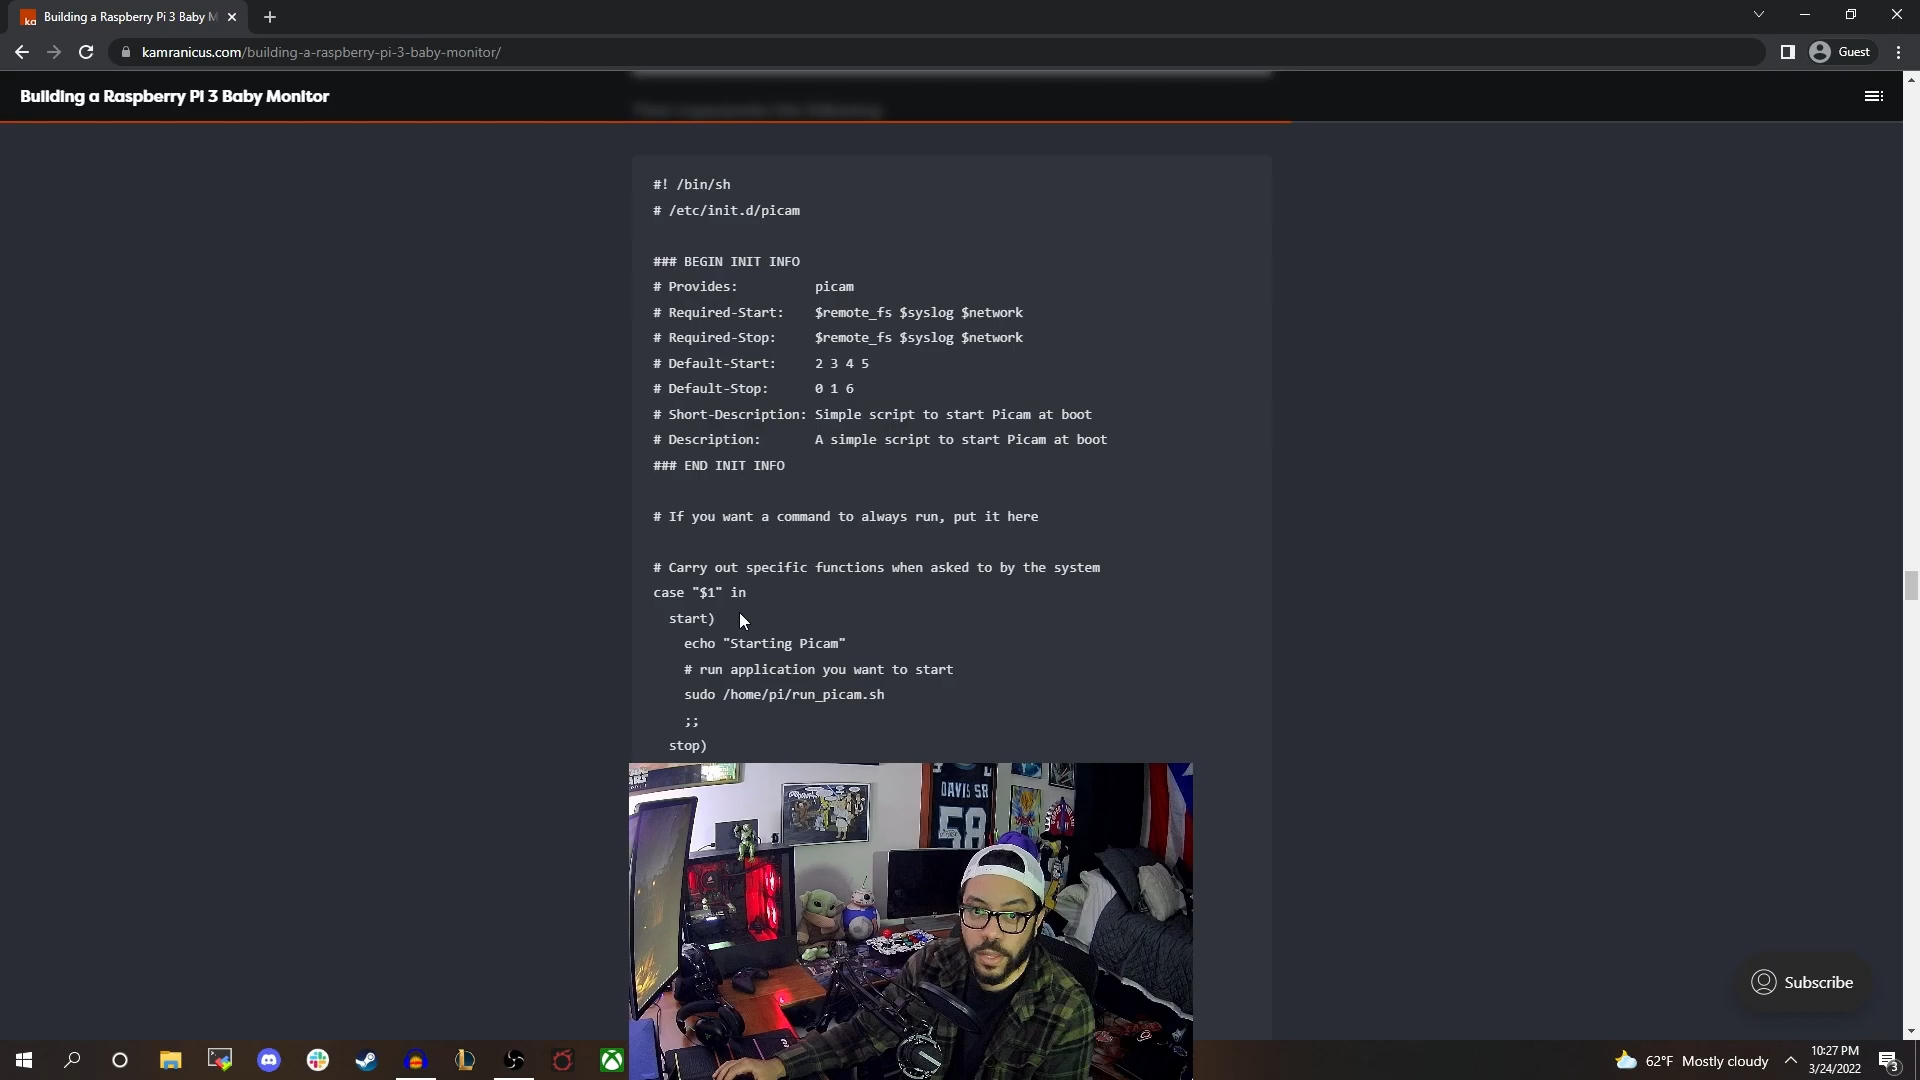 Building a Raspberry Pi 3 Baby M
kamranicus.com/building-a-raspberry-pi-3-baby-monitor/
Guest
Building a Raspberry Pi 3 Baby Monitor
#! /bin/sh
# /etc/init.d/picam
### BEGIN INIT INFO
# Provides: picam
# Required-Start: $remote_fs $syslog $network
# Required-Stop: $remote_fs $syslog $network
# Default-Start: 2 3 4 5
# Default-Stop: 0 1 6
# Short-Description: Simple script to start Picam at boot
# Description: A simple script to start Picam at boot
### END INIT INFO
# If you want a command to always run, put it here
# Carry out specific functions when asked to by the system
case "$1" in
start)
echo "Starting Picam"
# run application you want to start
sudo /home/pi/run_picam.sh
;;
stop)
DAVIS SR
58
Subscribe
62°F Mostly cloudy
10:27 PM
3/24/2022
3